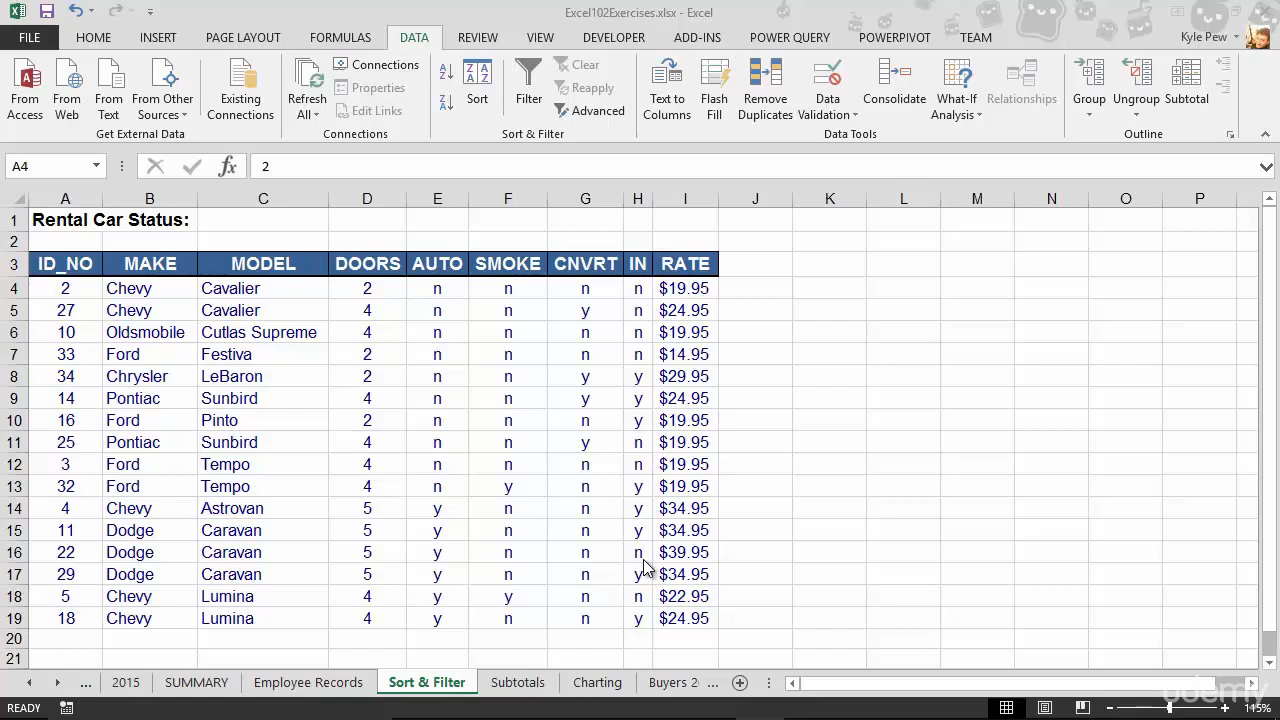 Excel102Exercises.xlsx - Excel
FILE HOME INSERT PAGE LAYOUT FORMULAS DATA REVIEW VIEW DEVELOPER ADD-INS POWER QUERY POWERPIVOT TEAM Kyle Pew
From Access
From Web
From Text
From Other Sources
Existing Connections
Get External Data
Refresh All
Connections
Properties
Edit Links
Connections
Sort
Filter
Clear
Reapply
Advanced
Sort & Filter
Text to Columns
Flash Fill
Remove Duplicates
Data Validation
Consolidate
What-If Analysis
Relationships
Data Tools
Group
Ungroup
Subtotal
Outline
A4 fx 2
A B C D E F G H I J K L M N O P
1 Rental Car Status:
2
3 ID_NO MAKE MODEL DOORS AUTO SMOKE CNVRT IN RATE
4 2 Chevy Cavalier 2 n n n n $19.95
5 27 Chevy Cavalier 4 n n y n $24.95
6 10 Oldsmobile Cutlas Supreme 4 n n n n $19.95
7 33 Ford Festiva 2 n n n n $14.95
8 34 Chrysler LeBaron 2 n n y y $29.95
9 14 Pontiac Sunbird 4 n n y y $24.95
10 16 Ford Pinto 2 n n n y $19.95
11 25 Pontiac Sunbird 4 n n y n $19.95
12 3 Ford Tempo 4 n n n n $19.95
13 32 Ford Tempo 4 n y n y $19.95
14 4 Chevy Astrovan 5 y n n y $34.95
15 11 Dodge Caravan 5 y n n y $34.95
16 22 Dodge Caravan 5 y n n n $39.95
17 29 Dodge Caravan 5 y n n y $34.95
18 5 Chevy Lumina 4 y y n n $22.95
19 18 Chevy Lumina 4 y n n y $24.95
20
21
... 2015 SUMMARY Employee Records Sort & Filter Subtotals Charting Buyers 2 ...
udemy
READY 115%